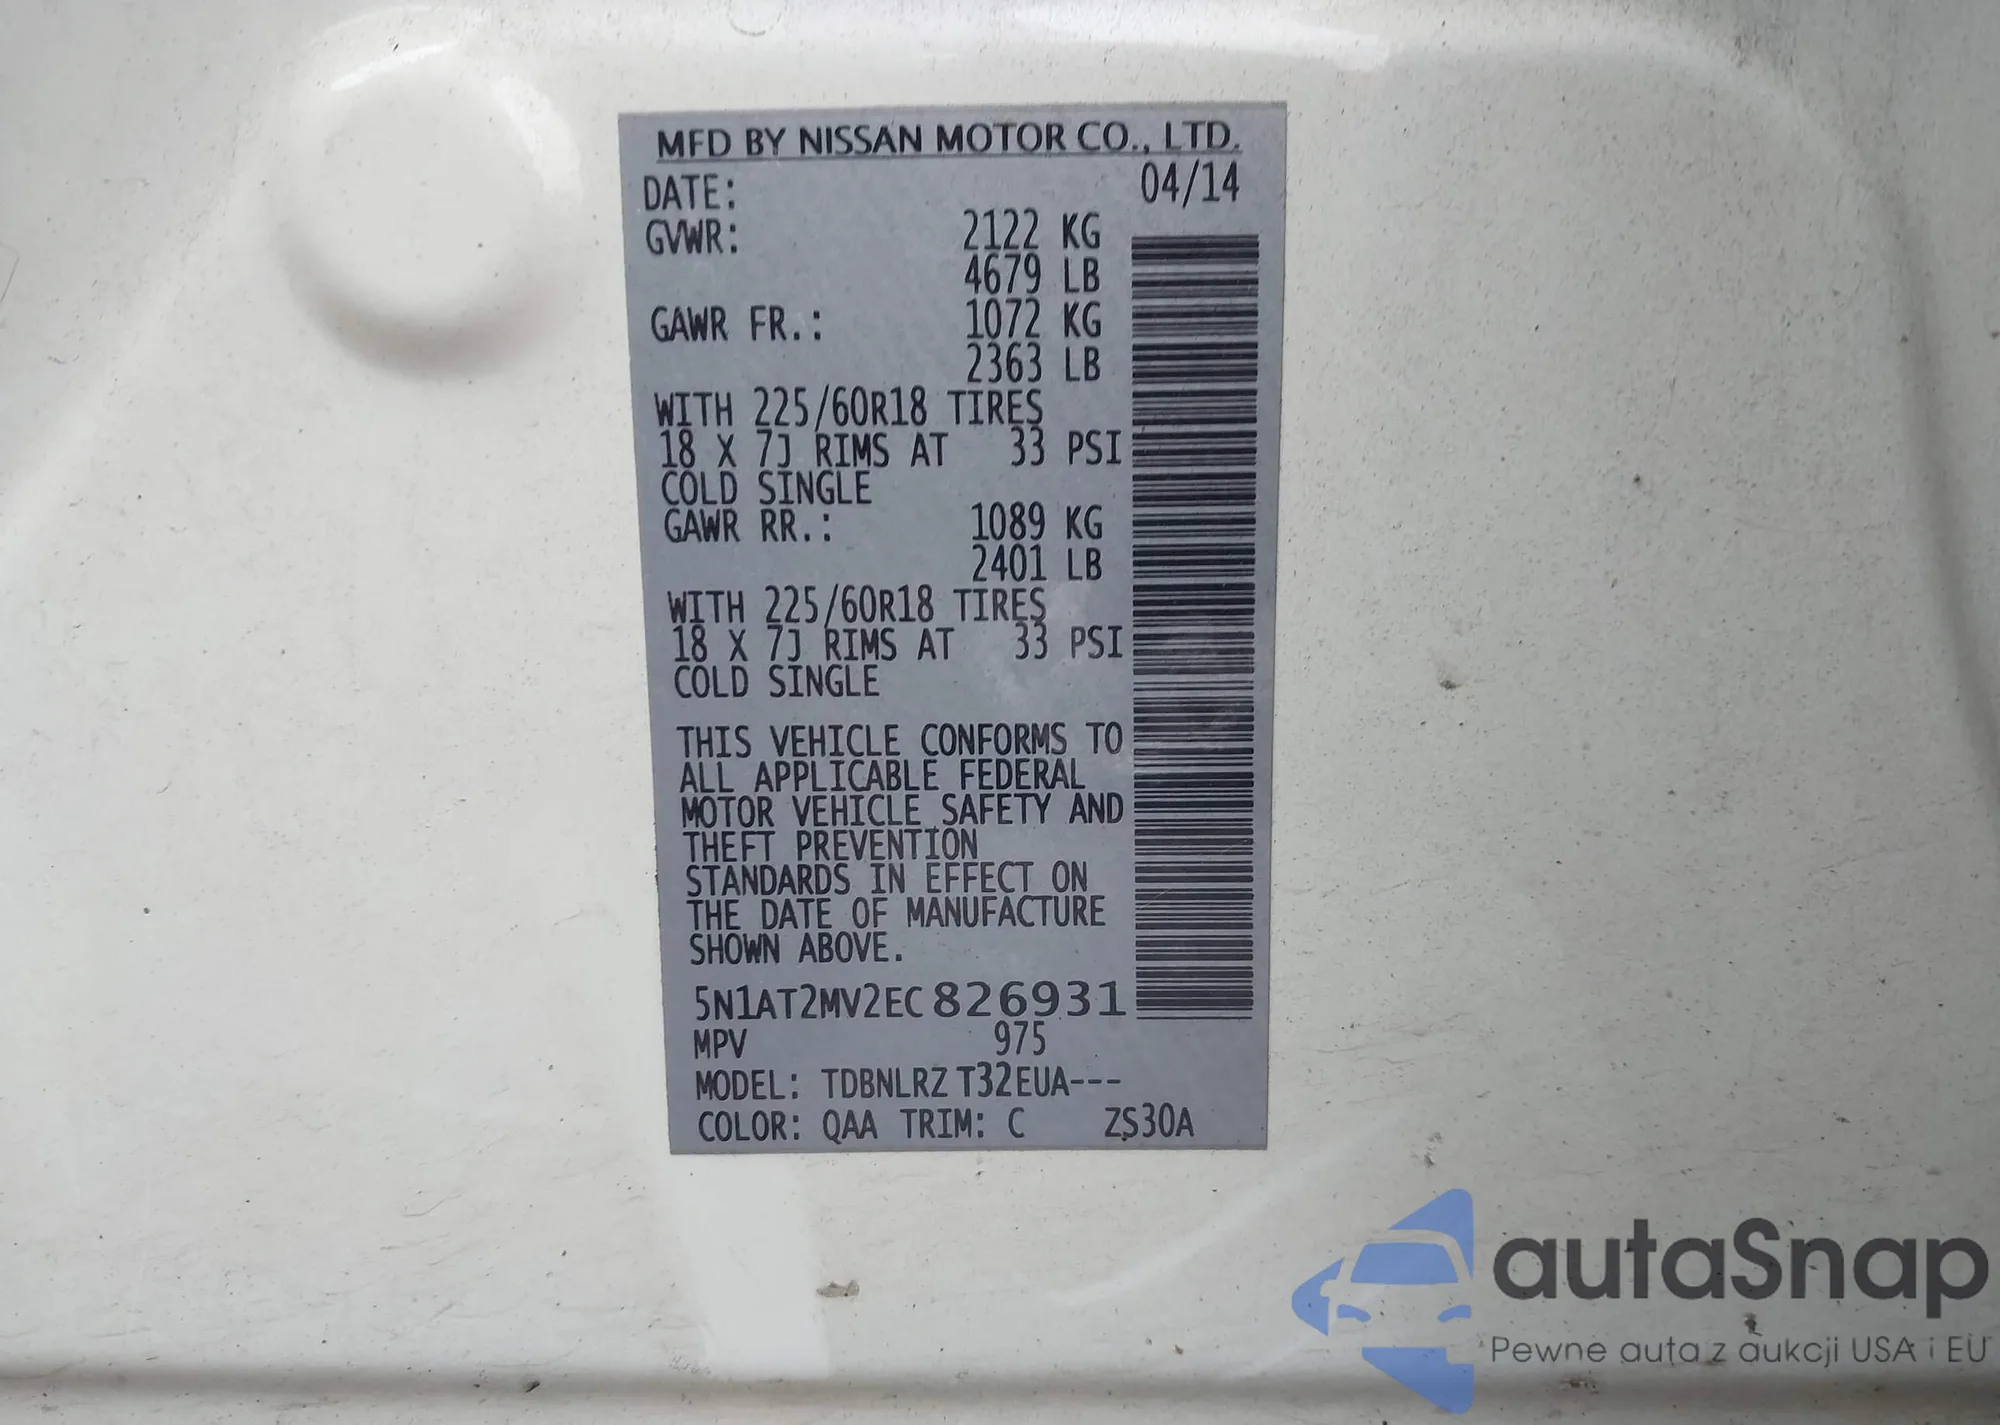 MFD BY NISSAN MOTOR CO., LTD.
DATE: 04/14
GVWR: 2122 KG
4679 LB
GAWR FR.: 1072 KG
2363 LB
WITH 225/60R18 TIRES
18 X 7J RIMS AT 33 PSI
COLD SINGLE
GAWR RR.: 1089 KG
2401 LB
WITH 225/60R18 TIRES
18 X 7J RIMS AT 33 PSI
COLD SINGLE
THIS VEHICLE CONFORMS TO
ALL APPLICABLE FEDERAL
MOTOR VEHICLE SAFETY AND
THEFT PREVENTION
STANDARDS IN EFFECT ON
THE DATE OF MANUFACTURE
SHOWN ABOVE.
5N1AT2MV2EC826931
MPV 975
MODEL: TDBNLRZ T32EUA---
COLOR: QAA TRIM: C ZS30A
autaSnap
Pewne auta z aukcji USA i EU